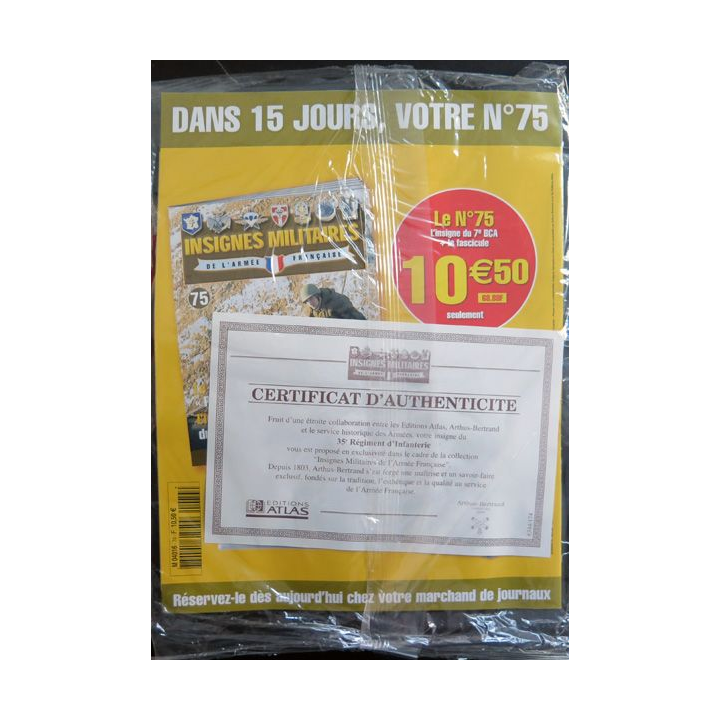 DANS 15 JOURS, VOTRE N°75
INSIGNES MILITAIRES
DE L'ARMÉE FRANÇAISE
75
Le N°75
L'insigne du 7e BCA
+ le fascicule
10€50
seulement
INSIGNES MILITAIRES
CERTIFICAT D'AUTHENTICITE
Fruit d'une étroite collaboration entre les Editions Atlas, Arthus-Bertrand
et le service historique des Armées, votre insigne du
35e Régiment d'Infanterie
vous est proposé en exclusivité dans le cadre de la collection
"Insignes Militaires de l'Armée Française".
Depuis 1803, Arthus-Bertrand s'est forgé une maîtrise et un savoir-faire
exclusif, fondés sur la tradition, l'esthétique et la qualité au service
de l'Armée Française.
EDITIONS
ATLAS
Arthus-Bertrand
M 04016 - 74 - F: 10,50 €
Réservez-le dès aujourd'hui chez votre marchand de journaux